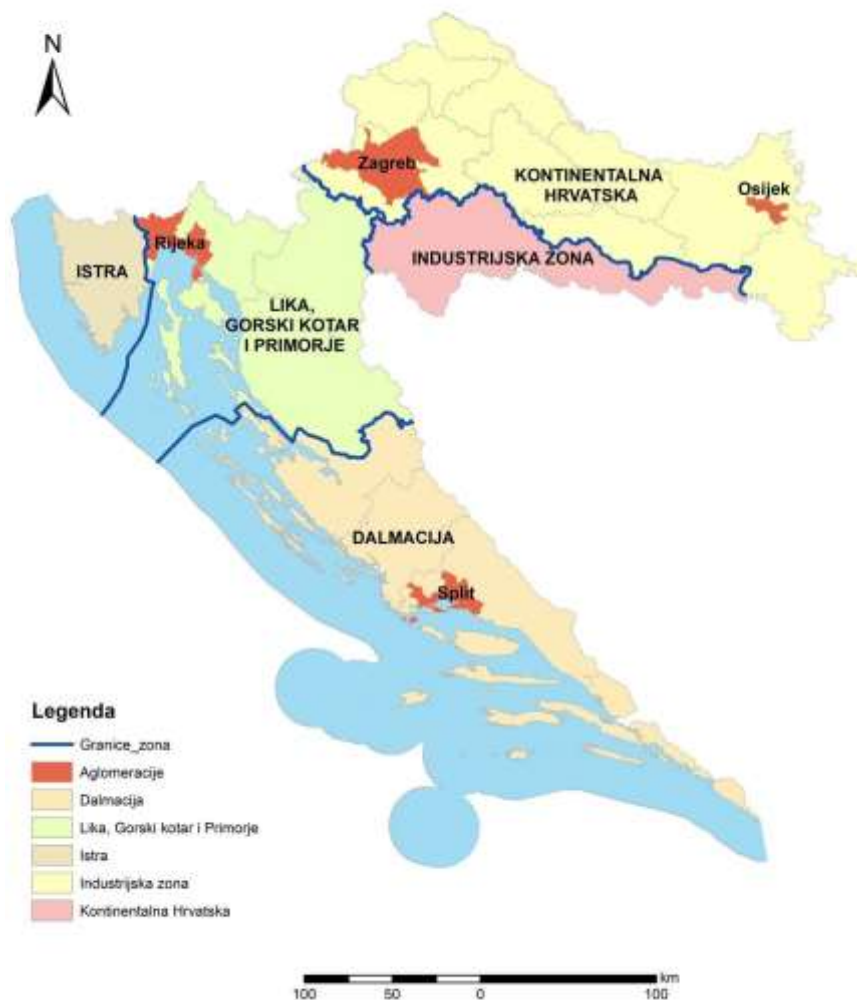 N
Zagreb
KONTINENTALNA
HRVATSKA
Osijek
Rijeka
ISTRA
INDUSTRIJSKA ZONA
LIKA,
GORSKI KOTAR
I PRIMORJE
DALMACIJA
Split
Legenda
Granice_zona
Aglomeracije
Dalmacija
Lika, Gorski kotar i Primorje
Istra
Industrijska zona
Kontinentalna Hrvatska
km
100 50 0 100